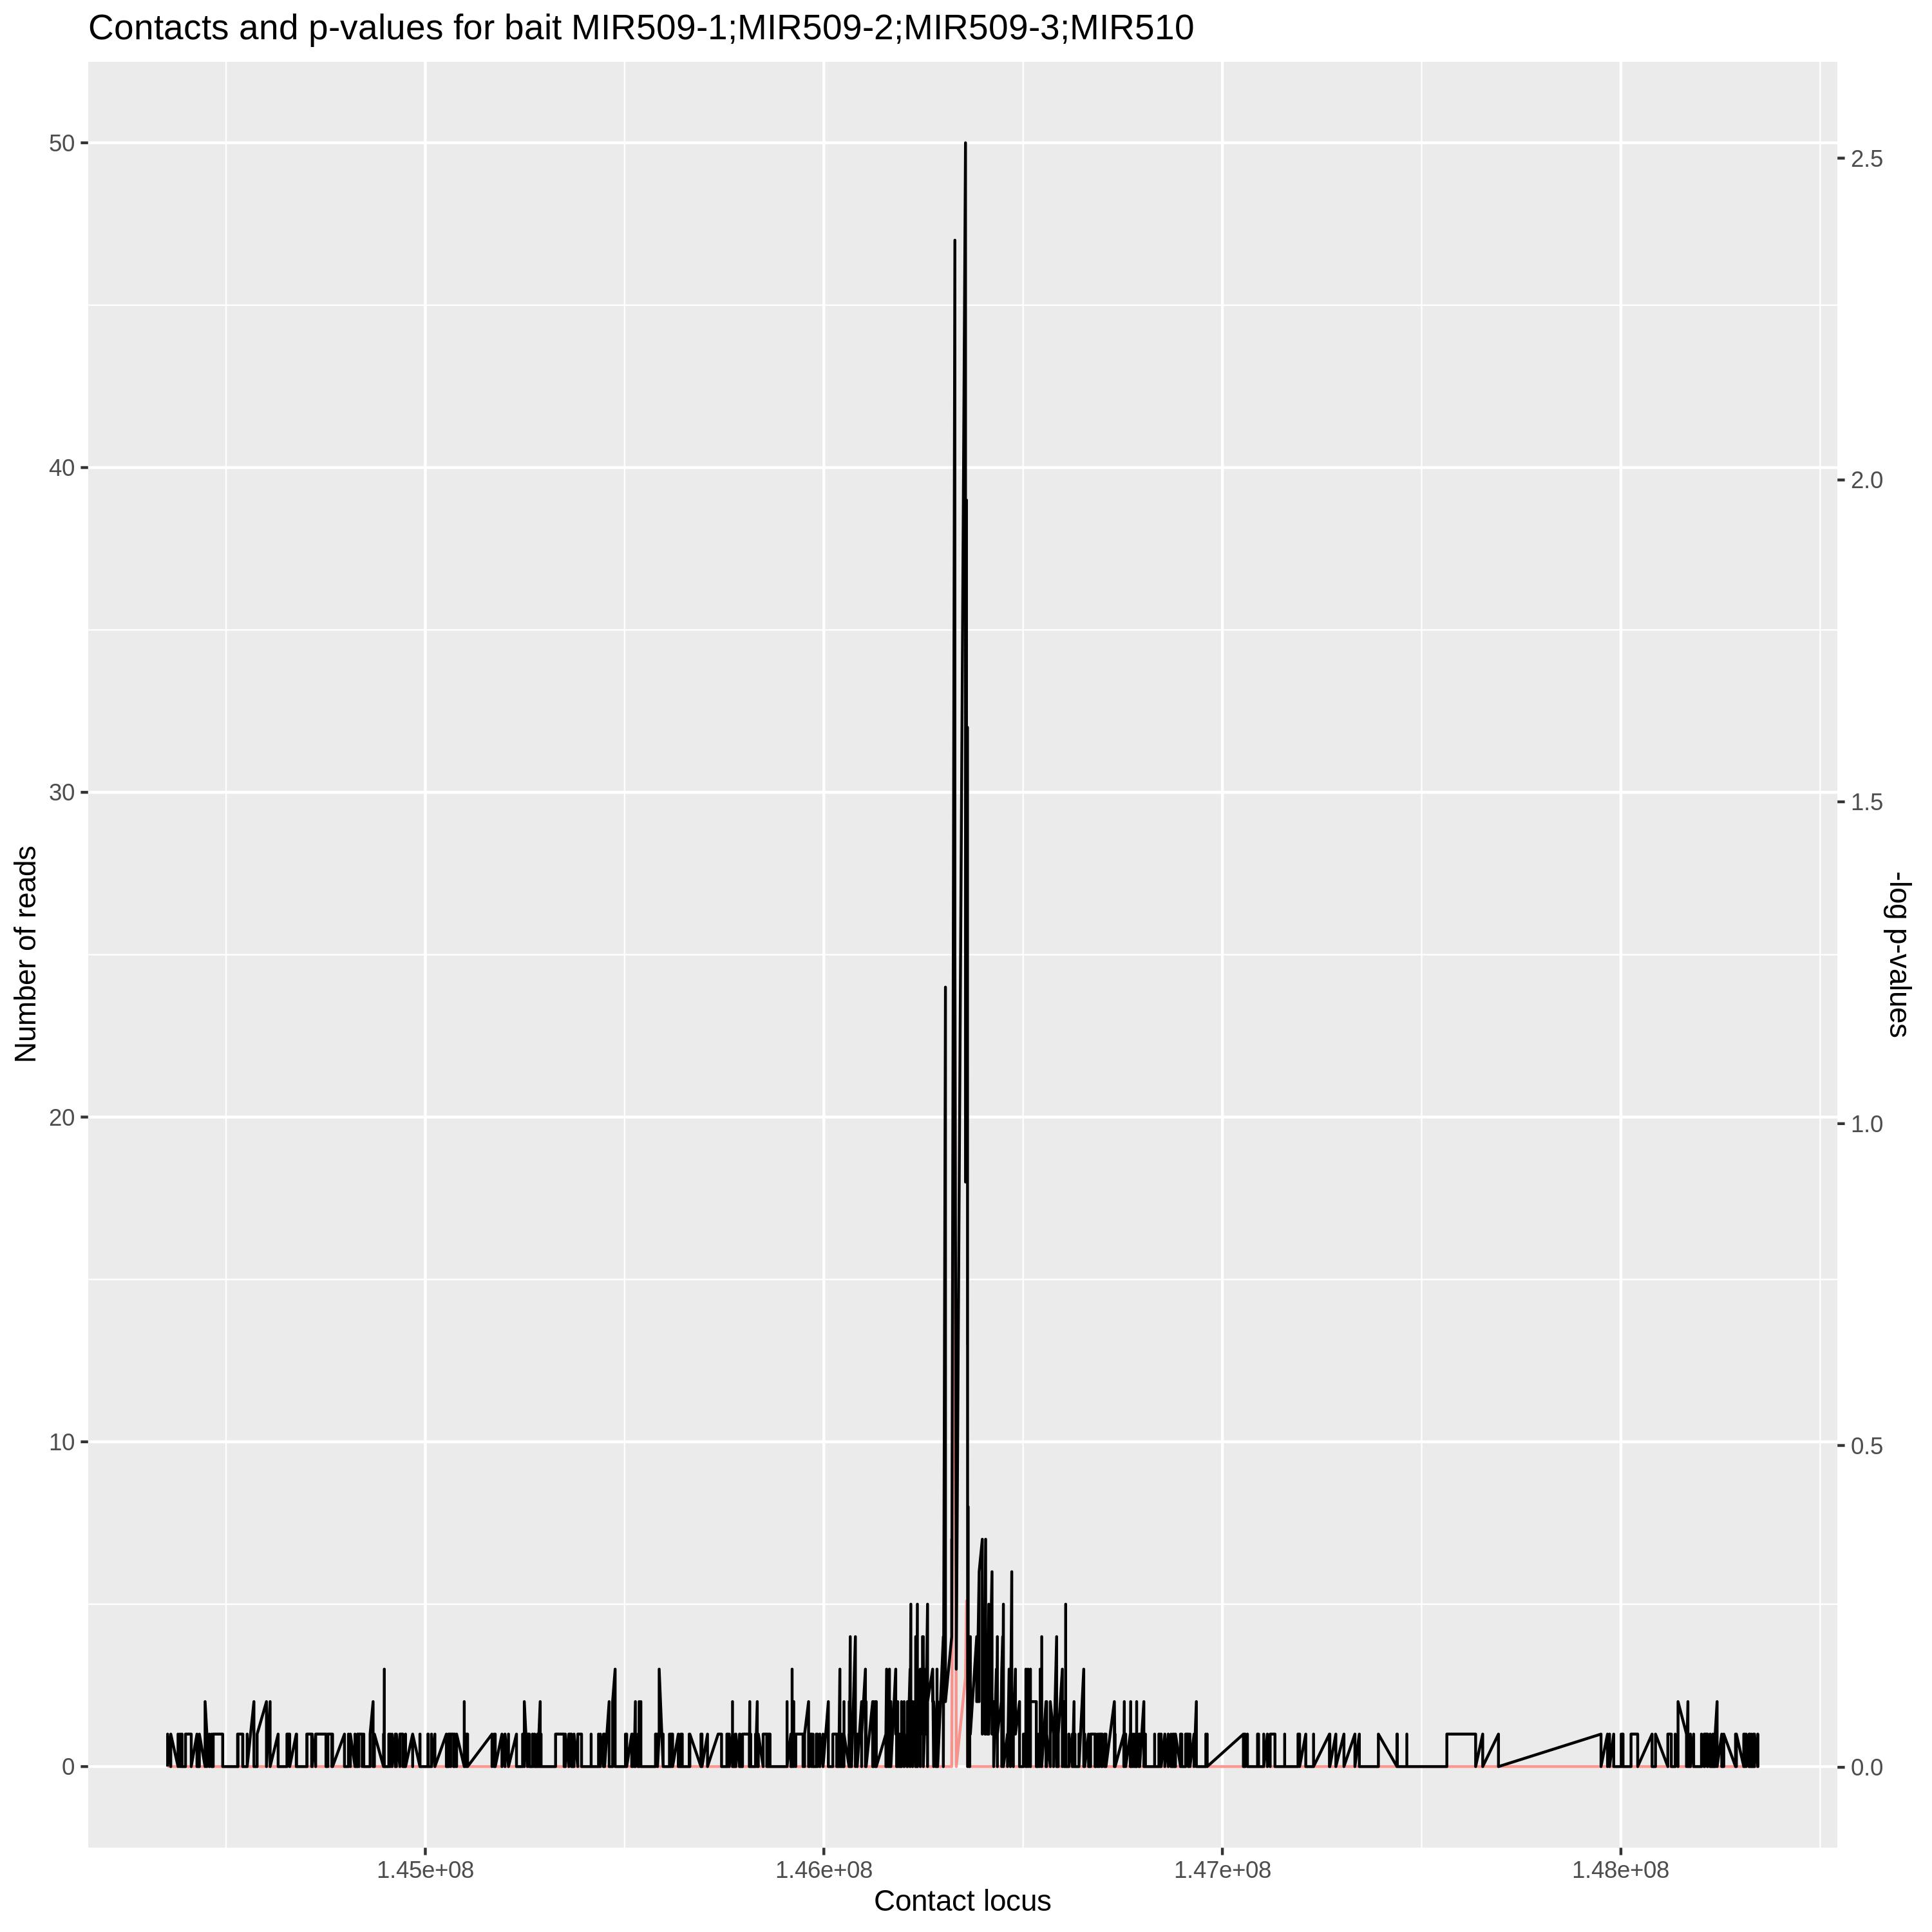 Contacts and p-values for bait MIR509-1;MIR509-2;MIR509-3;MIR510
50
40
30
20
10
0
2.5
2.0
1.5
1.0
0.5
0.0
Number of reads
-log p-values
1.45e+08
1.46e+08
1.47e+08
1.48e+08
Contact locus